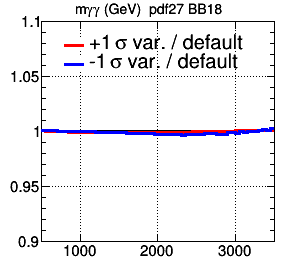 mγγ (GeV) pdf27 BB18
1.1
+1 σ var. / default
-1 σ var. / default
1.05
1
0.95
0.9
1000 2000 3000